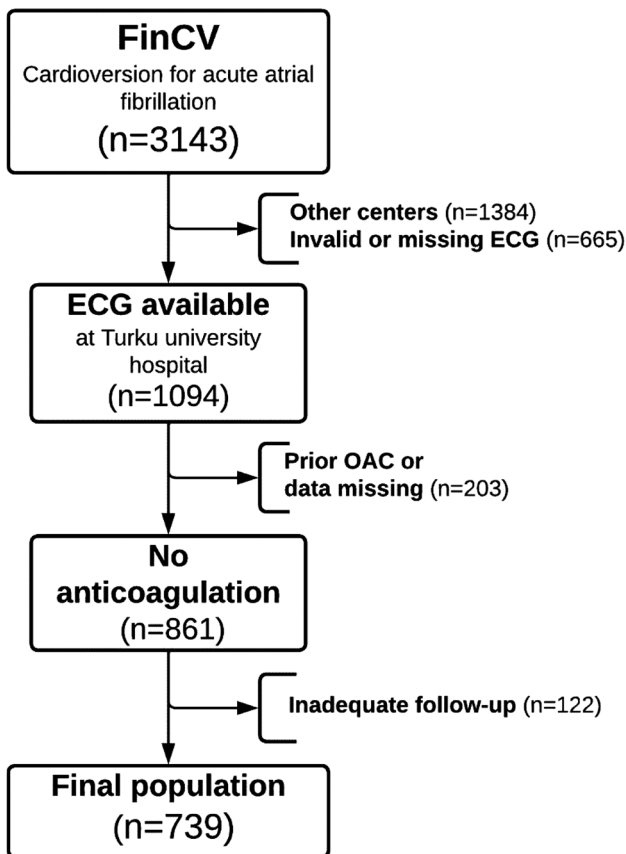 FinCV
Cardioversion for acute atrial
fibrillation
(n=3143)
Other centers (n=1384)
Invalid or missing ECG (n=665)
ECG available
at Turku university
hospital
(n=1094)
Prior OAC or
data missing (n=203)
No
anticoagulation
(n=861)
Inadequate follow-up (n=122)
Final population
(n=739)